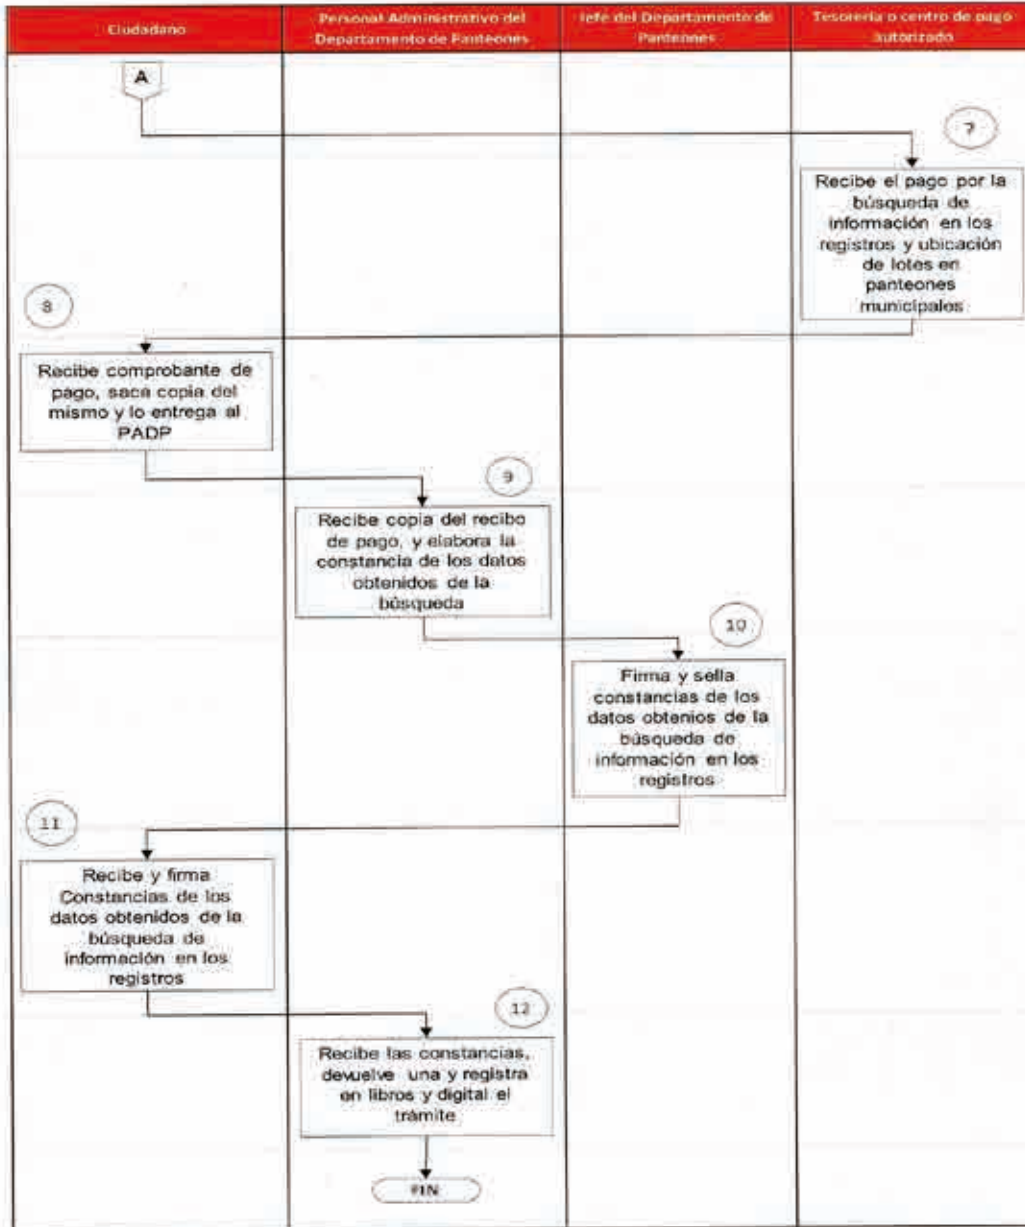 Ciudadano
Personal Administrativo del
Departamento de Panteones
Jefe del Departamento de
Panteones
Tesorería o centro de pago
autorizado
A
7
Recibe el pago por la
búsqueda de
información en los
registros y ubicación
de lotes en
panteones
municipales
8
Recibe comprobante de
pago, saca copia del
mismo y lo entrega al
PADP
9
Recibe copia del recibo
de pago, y elabora la
constancia de los datos
obtenidos de la
búsqueda
10
Firma y sella
constancias de los
datos obtenios de la
búsqueda de
información en los
registros
11
Recibe y firma
Constancias de los
datos obtenidos de la
búsqueda de
información en los
registros
12
Recibe las constancias,
devuelve una y registra
en libros y digital el
trámite
FIN